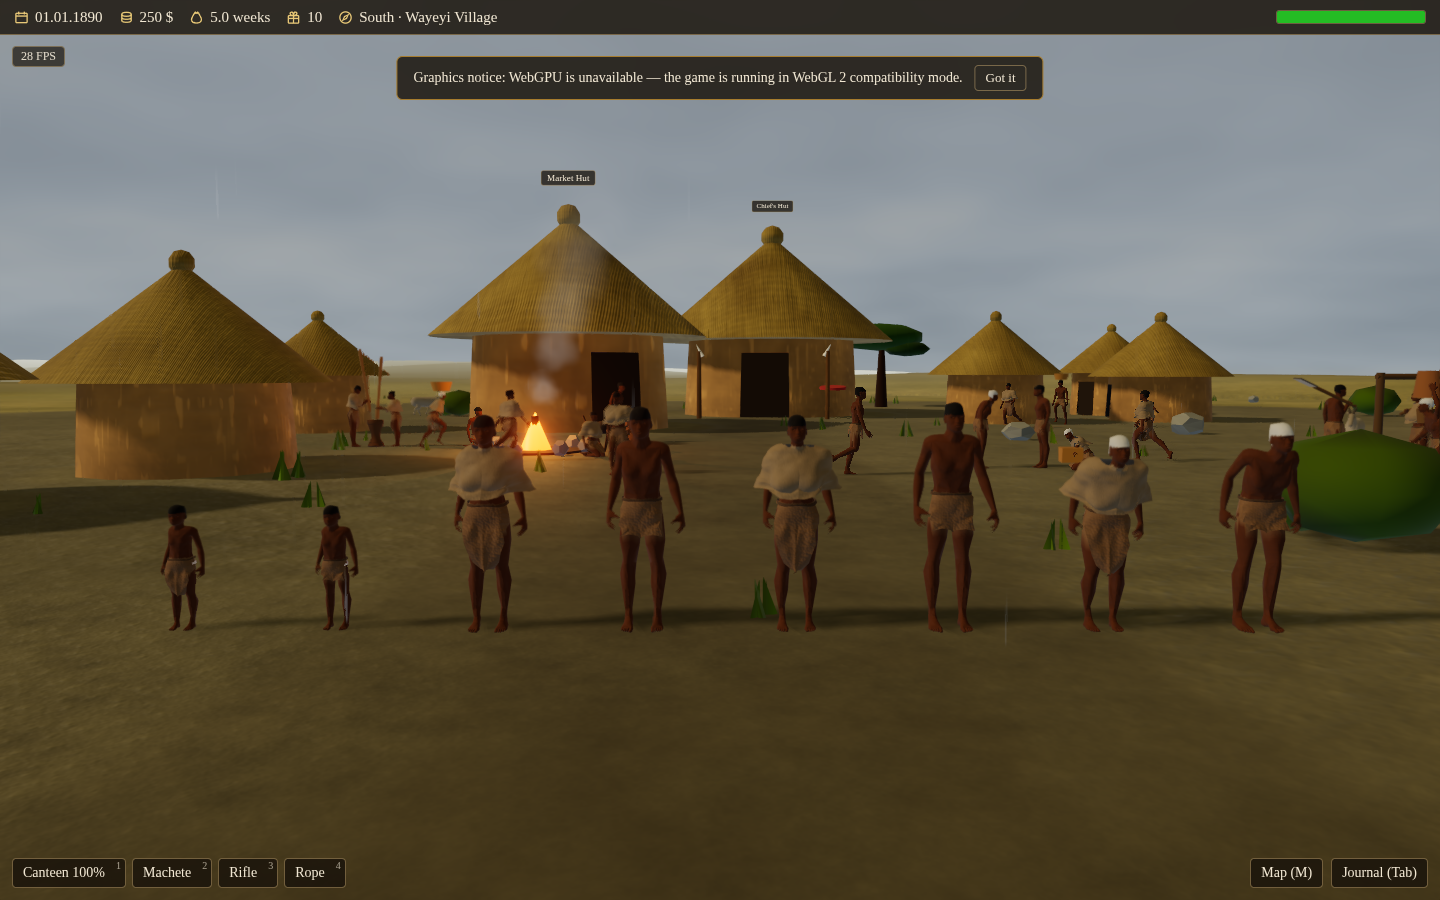 01.01.1890 250 $ 5.0 weeks 10 South · Wayeyi Village
28 FPS
Graphics notice: WebGPU is unavailable — the game is running in WebGL 2 compatibility mode. Got it
Market Hut
Chief's Hut
Canteen 100% 1 Machete 2 Rifle 3 Rope 4 Map (M) Journal (Tab)